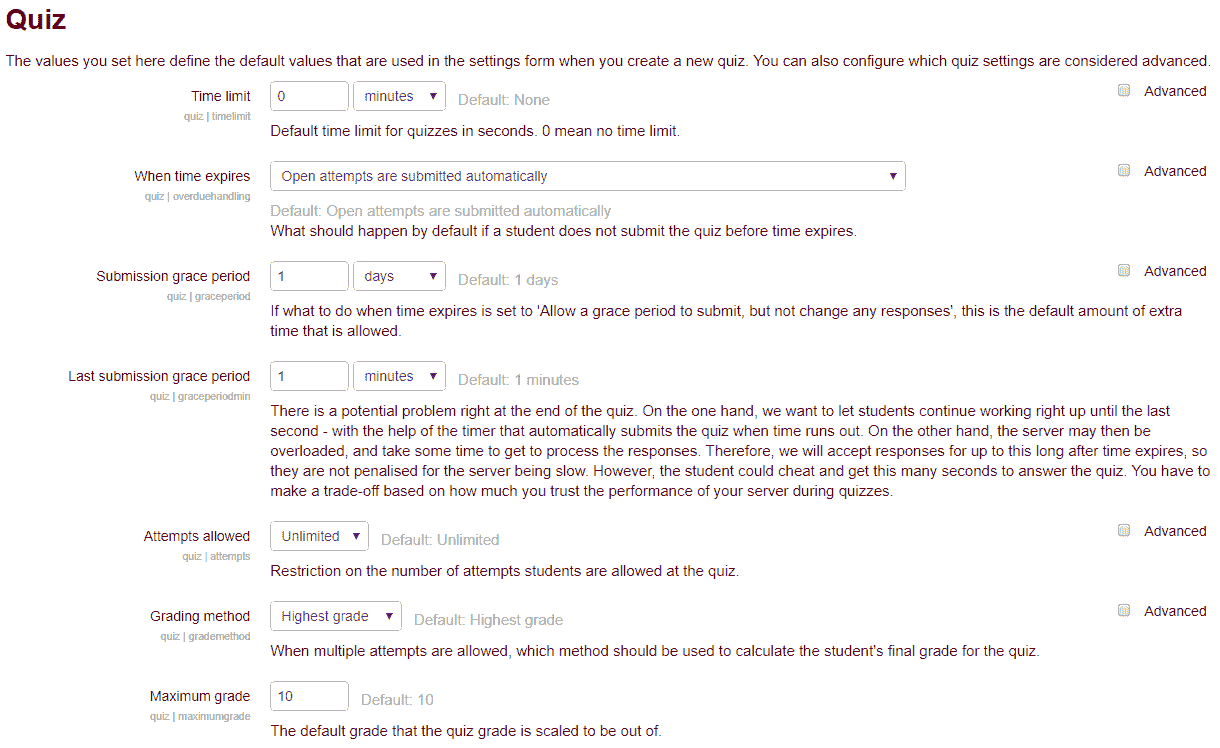 Quiz
The values you set here define the default values that are used in the settings form when you create a new quiz. You can also configure which quiz settings are considered advanced.
Time limit 0 minutes Default: None Advanced
quiz | timelimit
Default time limit for quizzes in seconds. 0 mean no time limit.
When time expires Open attempts are submitted automatically Advanced
quiz | overduehandling
Default: Open attempts are submitted automatically
What should happen by default if a student does not submit the quiz before time expires.
Submission grace period 1 days Default: 1 days Advanced
quiz | graceperiod
If what to do when time expires is set to 'Allow a grace period to submit, but not change any responses', this is the default amount of extra
time that is allowed.
Last submission grace period 1 minutes Default: 1 minutes
quiz | graceperiodmin
There is a potential problem right at the end of the quiz. On the one hand, we want to let students continue working right up until the last
second - with the help of the timer that automatically submits the quiz when time runs out. On the other hand, the server may then be
overloaded, and take some time to get to process the responses. Therefore, we will accept responses for up to this long after time expires, so
they are not penalised for the server being slow. However, the student could cheat and get this many seconds to answer the quiz. You have to
make a trade-off based on how much you trust the performance of your server during quizzes.
Attempts allowed Unlimited Default: Unlimited Advanced
quiz | attempts
Restriction on the number of attempts students are allowed at the quiz.
Grading method Highest grade Default: Highest grade Advanced
quiz | grademethod
When multiple attempts are allowed, which method should be used to calculate the student's final grade for the quiz.
Maximum grade 10 Default: 10
quiz | maximumgrade
The default grade that the quiz grade is scaled to be out of.